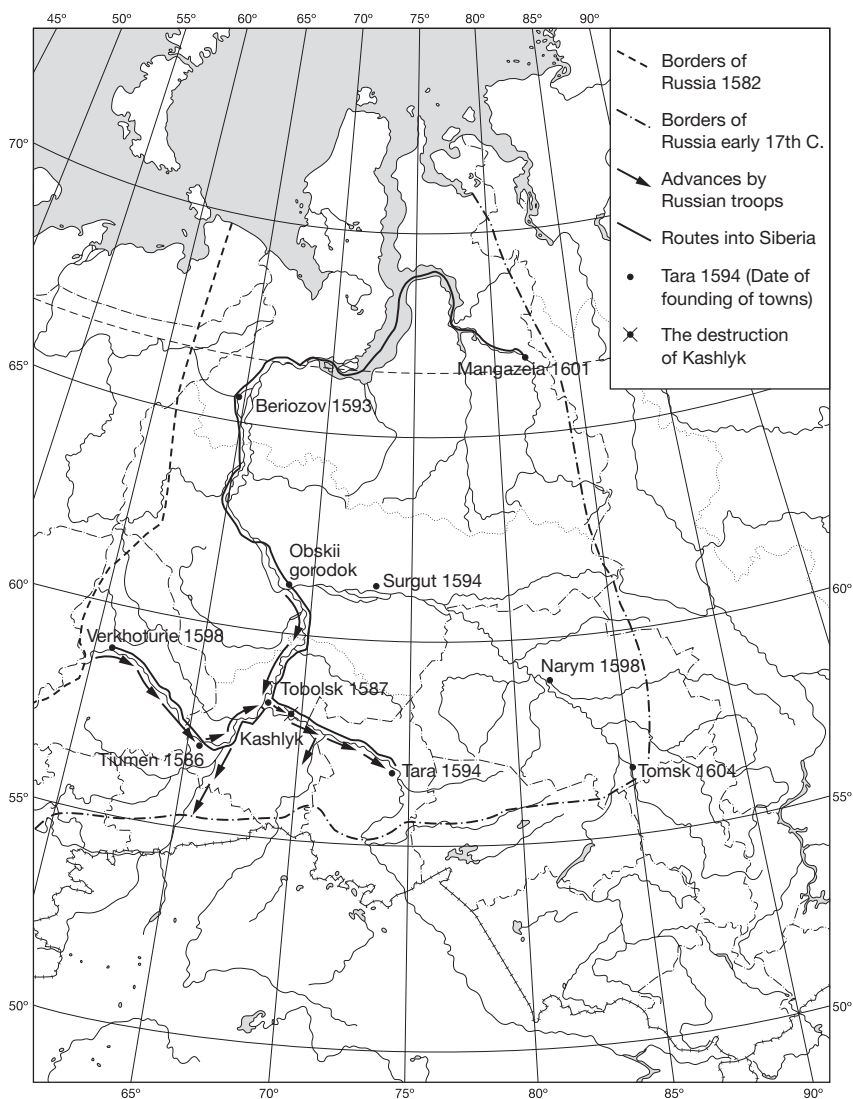 45° 50° 55° 60° 65° 70° 75° 80° 85° 90°
Borders of
Russia 1582
Borders of
Russia early 17th C.
Advances by
Russian troops
Routes into Siberia
Tara 1594 (Date of
founding of towns)
The destruction
of Kashlyk
70°
65°
Mangazela 1601
Beriozov 1593
Obskii
gorodok
Surgut 1594
60°
60°
Verkhoturie 1598
Narym 1598
Tobolsk 1587
Kashlyk
Tiumen 1586
Tara 1594
Tomsk 1604
55°
55°
50°
50°
65° 70° 75° 80° 85° 90°